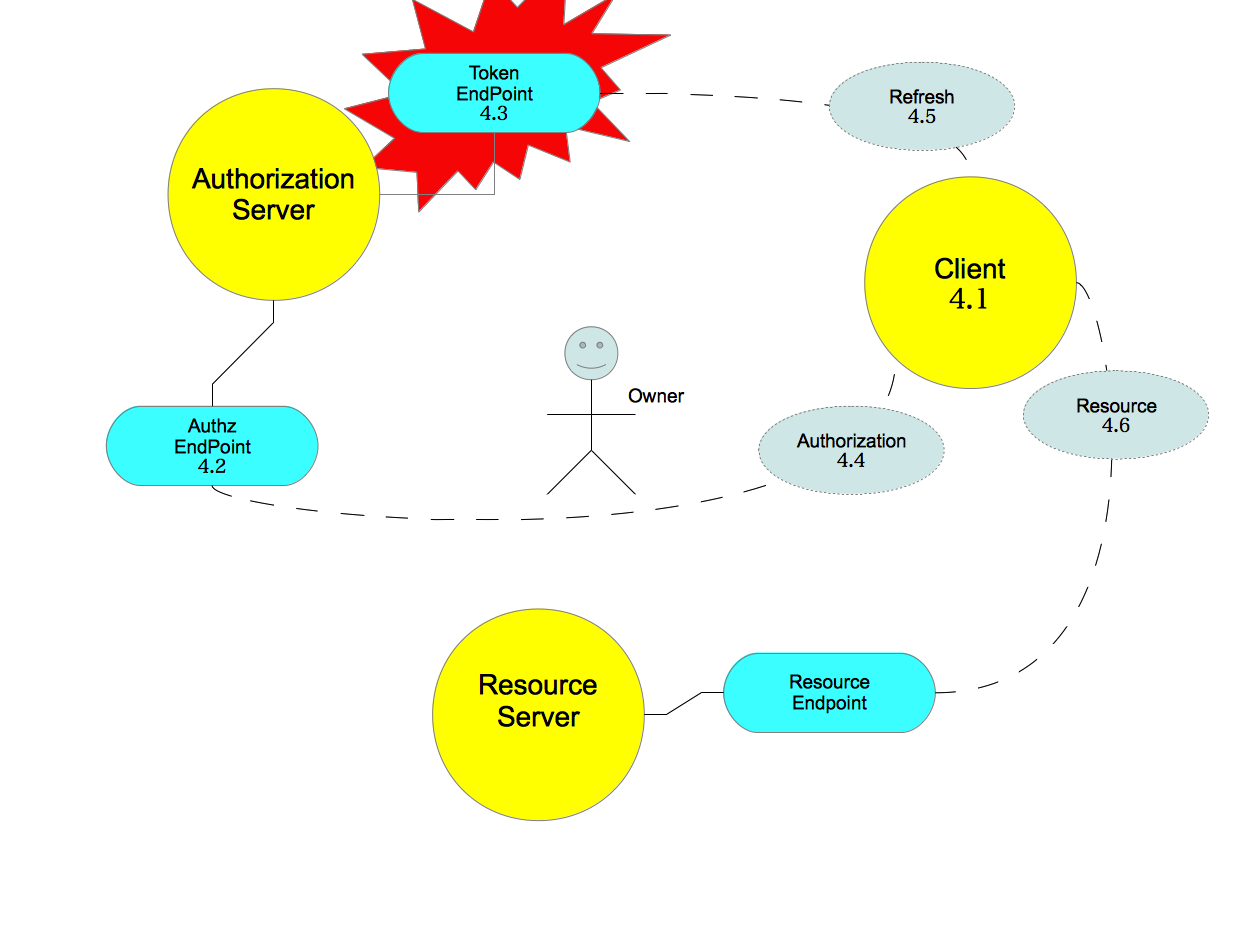 Token
EndPoint
4.3
Refresh
4.5
Authorization
Server
Client
4.1
Owner
Resource
4.6
Authz
EndPoint
4.2
Authorization
4.4
Resource
Server
Resource
Endpoint